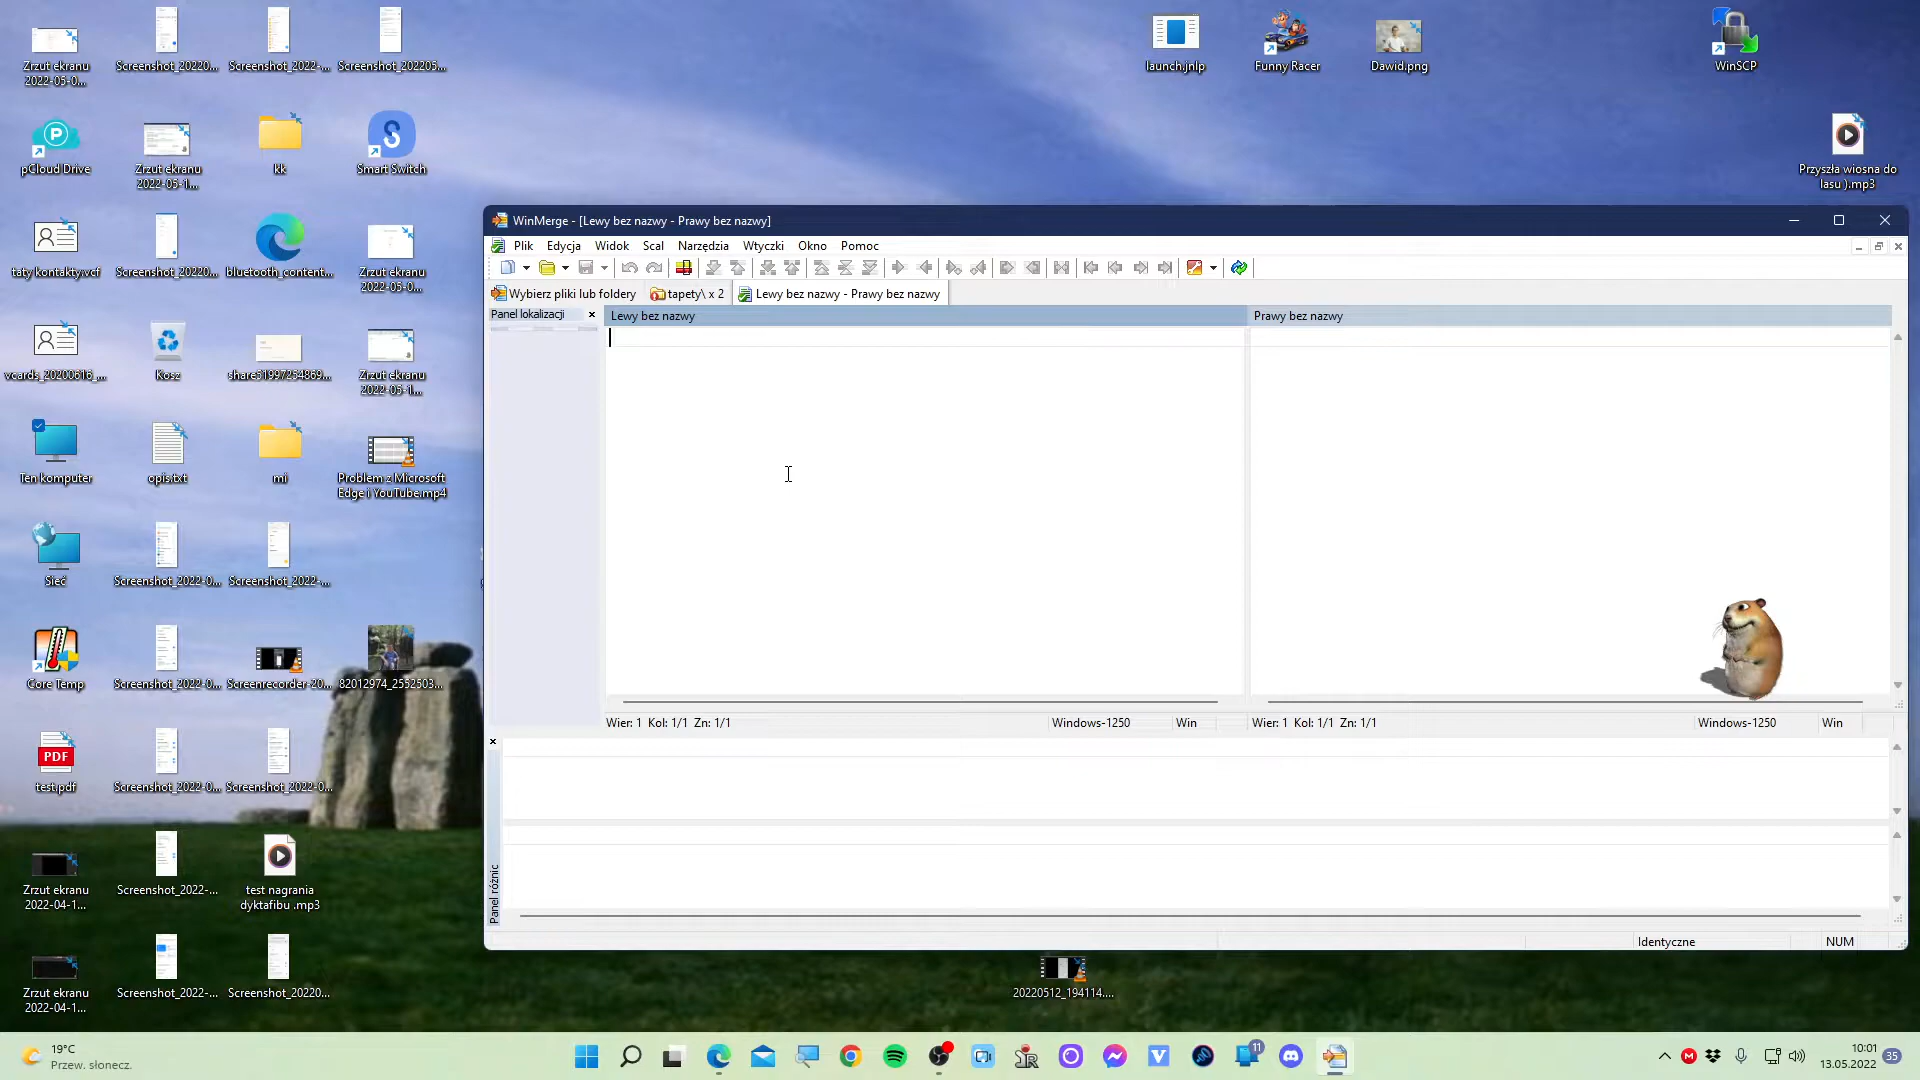 Zrzut ekranu
2022-05-0...
Screenshot_20220...
Screenshot_2022-...
Screenshot_202205...
launch.jnlp
Funny Racer
Dawid.png
WinSCP
pCloud Drive
Zrzut ekranu
2022-05-1...
kk
Smart Switch
Przyszła wiosna do
lasu ).mp3
taty kontakty.vcf
Screenshot_20220...
bluetooth_content...
Zrzut ekranu
2022-05-0...
vcards_20200616_...
Kosz
share51997254869...
Zrzut ekranu
2022-05-1...
Ten komputer
opis.txt
mi
Problem z Microsoft
Edge i YouTube.mp4
Sieć
Screenshot_2022-0...
Screenshot_2022-...
Core Temp
Screenshot_2022-0...
Screenrecorder-20...
82012974_2552503...
PDF
test.pdf
Screenshot_2022-0...
Screenshot_2022-0...
Zrzut ekranu
2022-04-1...
Screenshot_2022-...
test nagrania
dyktafibu .mp3
Zrzut ekranu
2022-04-1...
Screenshot_2022-...
Screenshot_20220...
20220512_194114....
WinMerge - [Lewy bez nazwy - Prawy bez nazwy]
Plik Edycja Widok Scal Narzędzia Wtyczki Okno Pomoc
Wybierz pliki lub foldery
tapety\ x 2
Lewy bez nazwy - Prawy bez nazwy
Panel lokalizacji
Lewy bez nazwy
Prawy bez nazwy
Wier: 1 Kol: 1/1 Zn: 1/1
Windows-1250
Win
Wier: 1 Kol: 1/1 Zn: 1/1
Windows-1250
Win
Panel różnic
Identyczne
NUM
19°C
Przew. słonecz.
11
10:01
13.05.2022
35